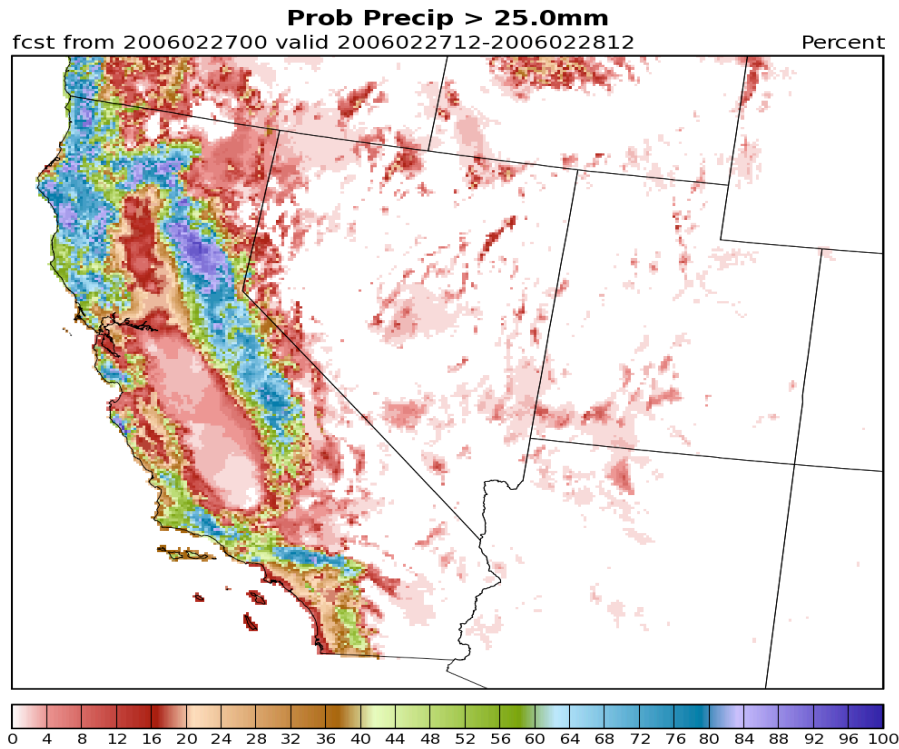 Prob Precip > 25.0mm
fcst from 2006022700 valid 2006022712-2006022812 Percent
0 4 8 12 16 20 24 28 32 36 40 44 48 52 56 60 64 68 72 76 80 84 88 92 96 100